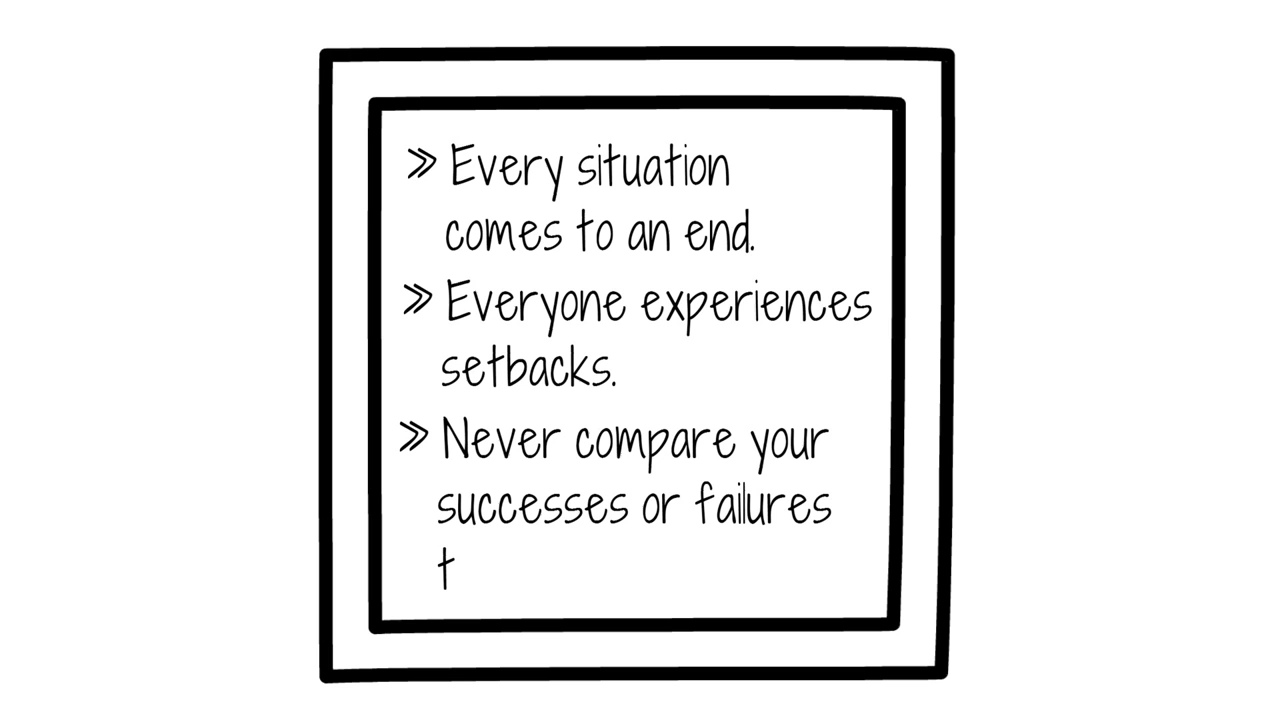 » Every situation
comes to an end.
» Everyone experiences
setbacks.
» Never compare your
successes or failures
t